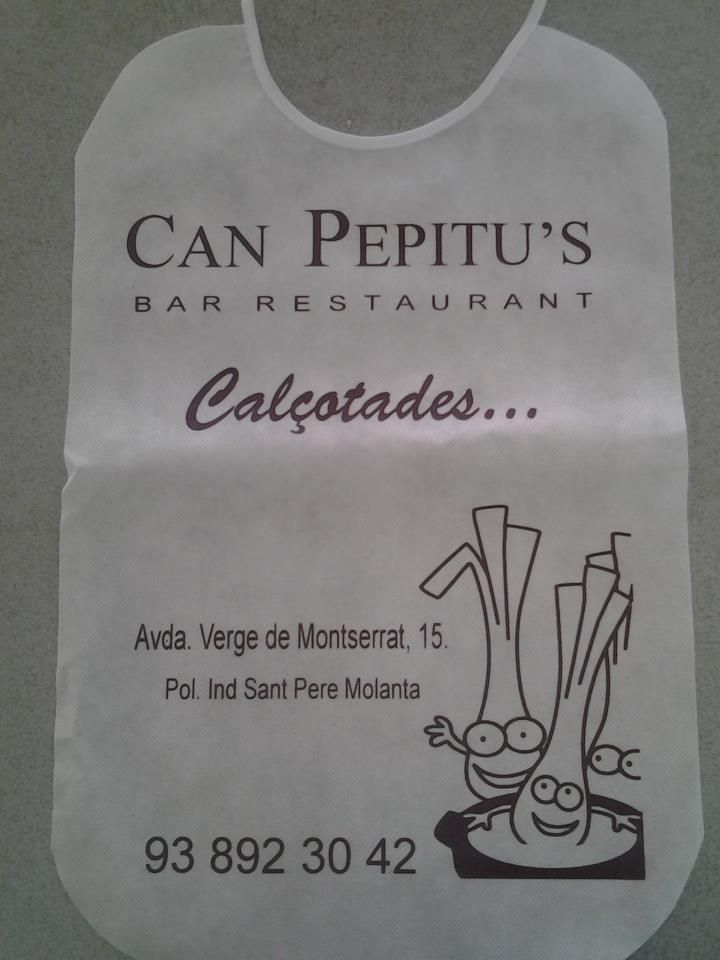 CAN PEPITU'S
BAR RESTAURANT
Calçotades...
Avda. Verge de Montserrat, 15.
Pol. Ind Sant Pere Molanta
93 892 30 42